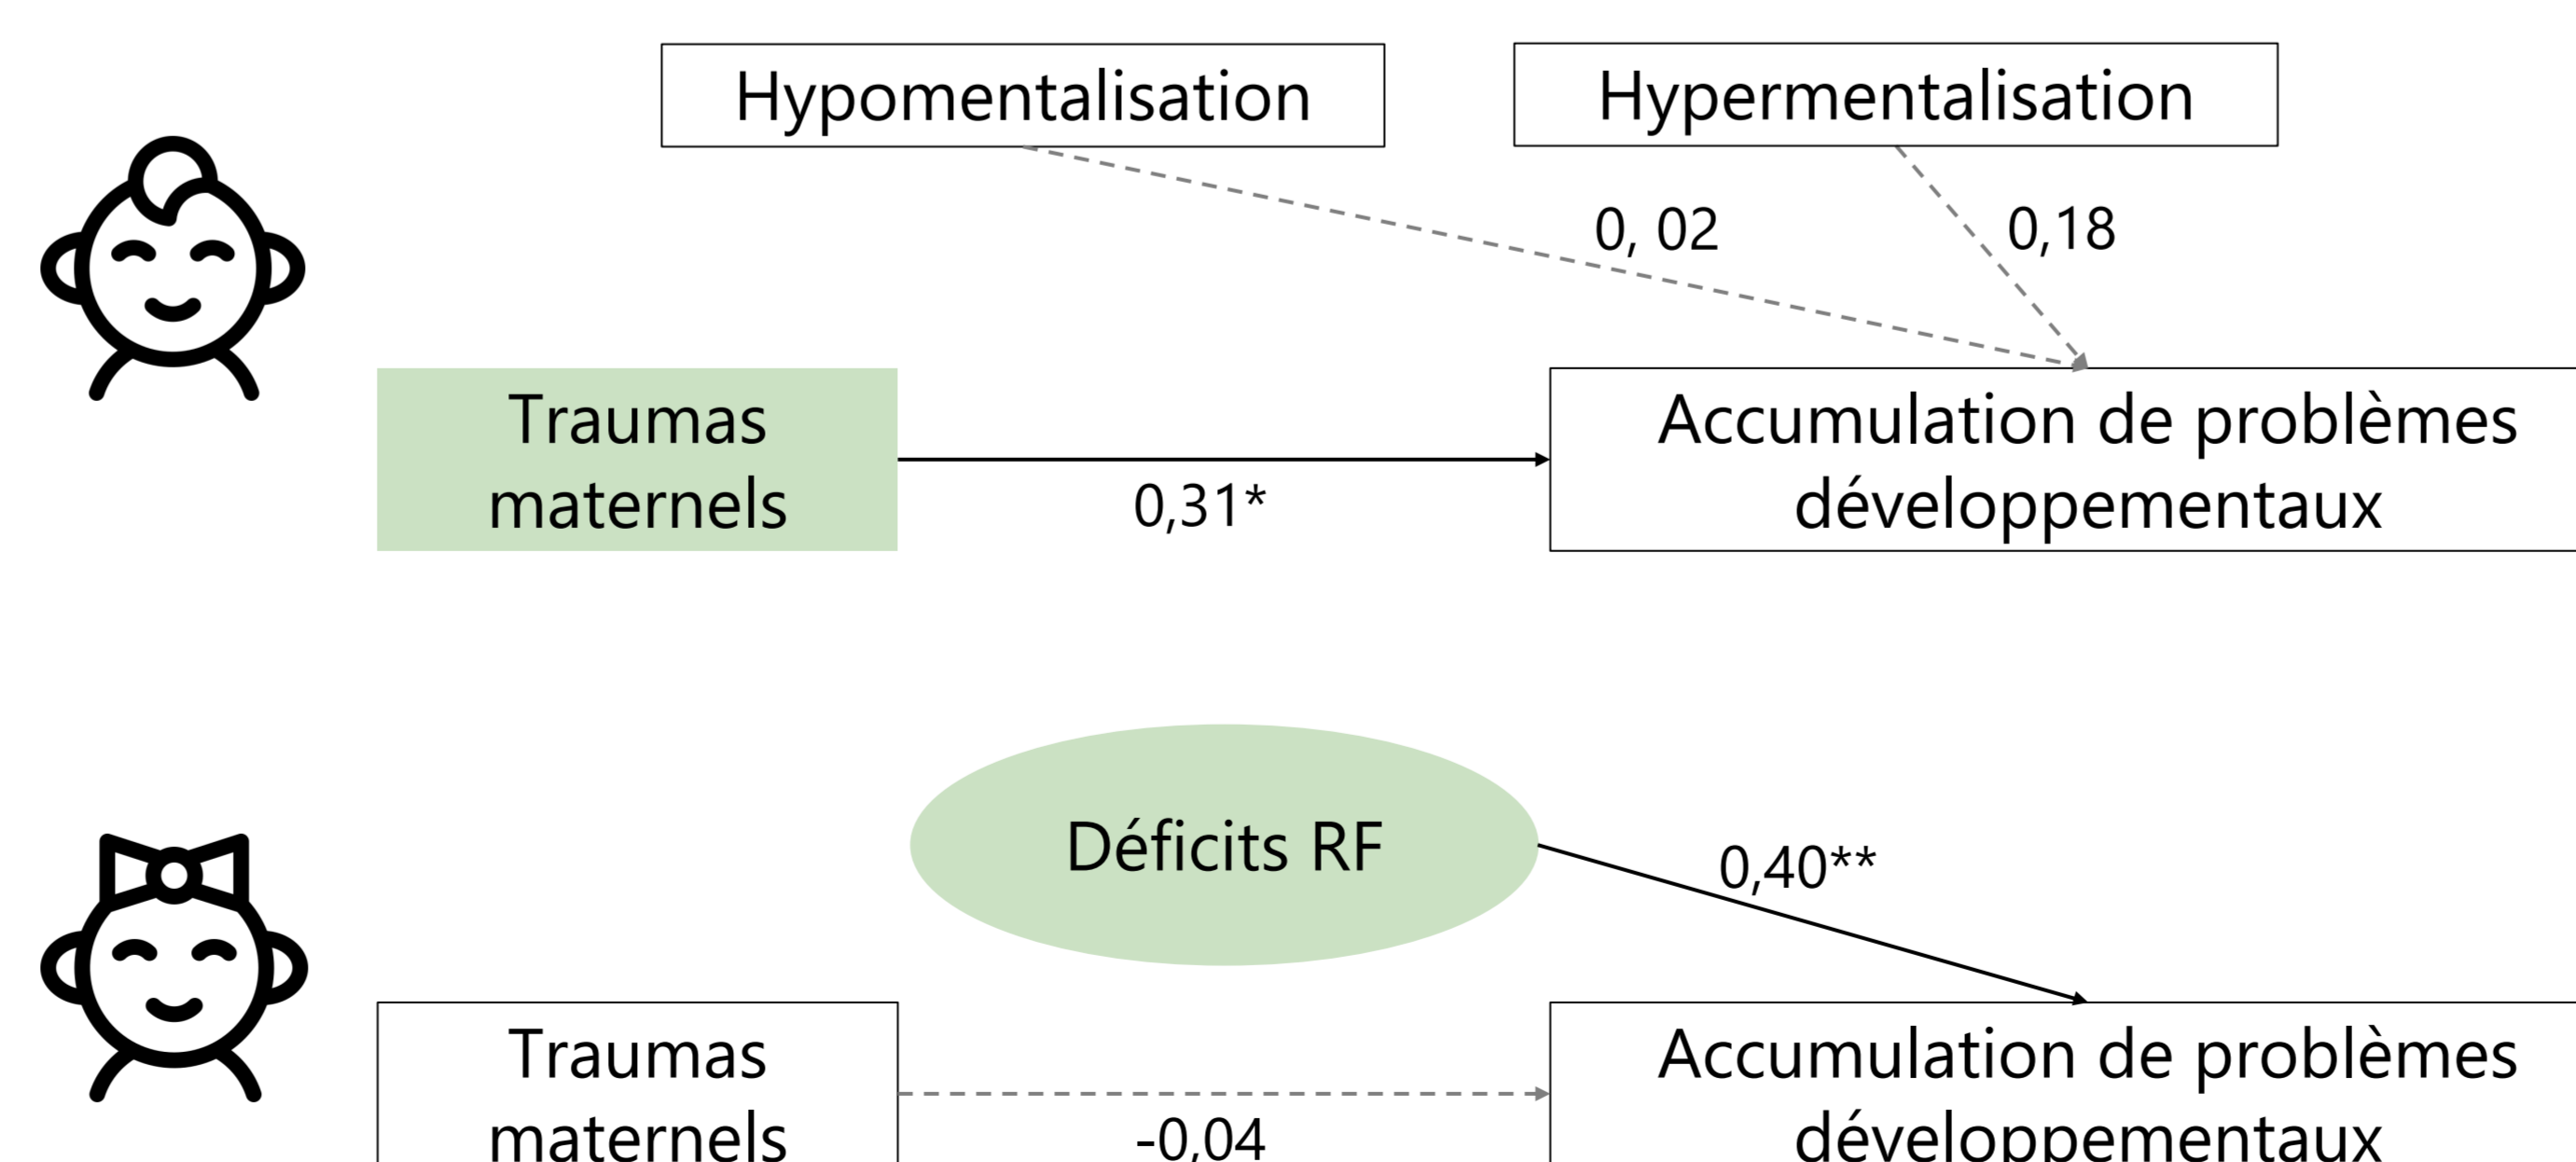 Hypomentalisation
Hypermentalisation
0, 02
0,18
Traumas
maternels
0,31*
Accumulation de problèmes
développementaux
Déficits RF
0,40**
Traumas
maternels
-0,04
Accumulation de problèmes
développementaux